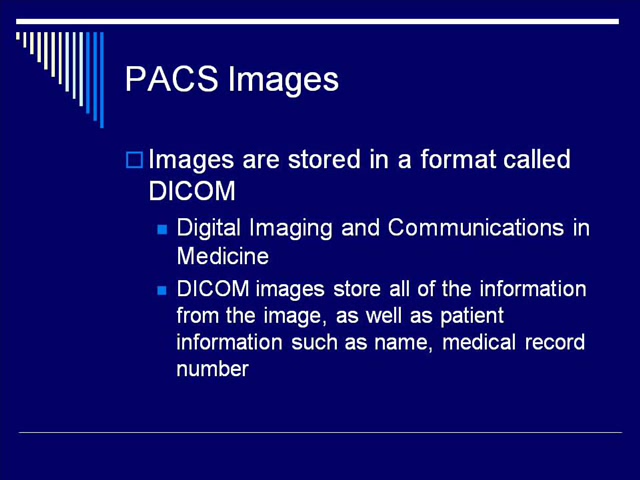 PACS Images
Images are stored in a format called
DICOM
Digital Imaging and Communications in
Medicine
DICOM images store all of the information
from the image, as well as patient
information such as name, medical record
number